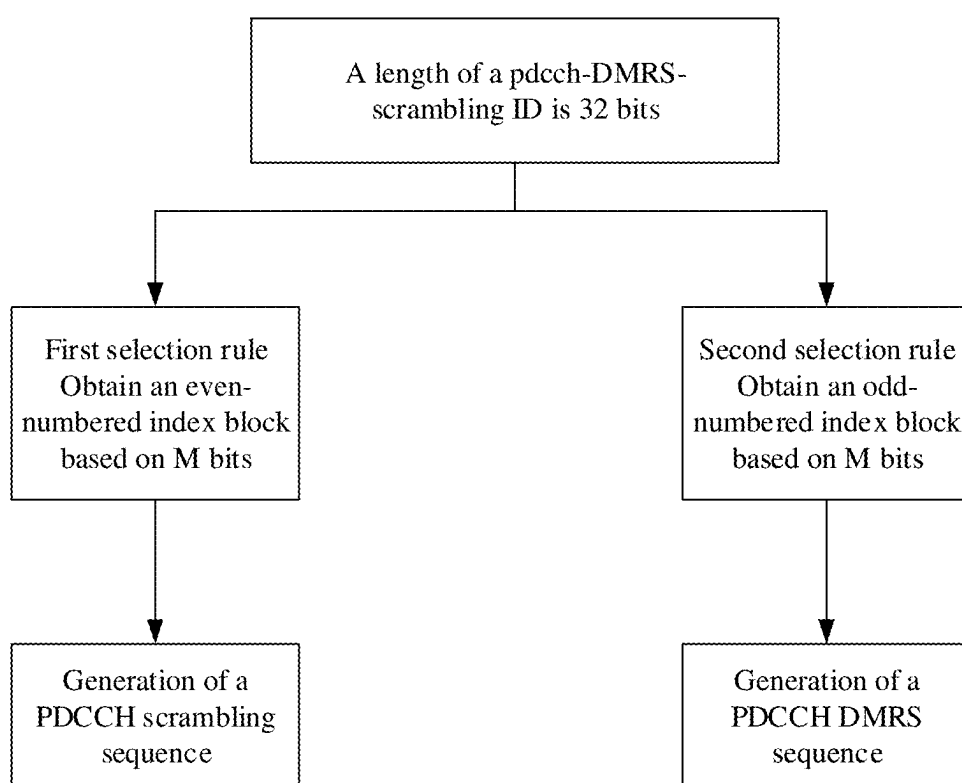 A length of a pdcch-DMRS-
scrambling ID is 32 bits
First selection rule
Obtain an even-
numbered index block
based on M bits
Second selection rule
Obtain an odd-
numbered index block
based on M bits
Generation of a
PDCCH scrambling
sequence
Generation of a
PDCCH DMRS
sequence